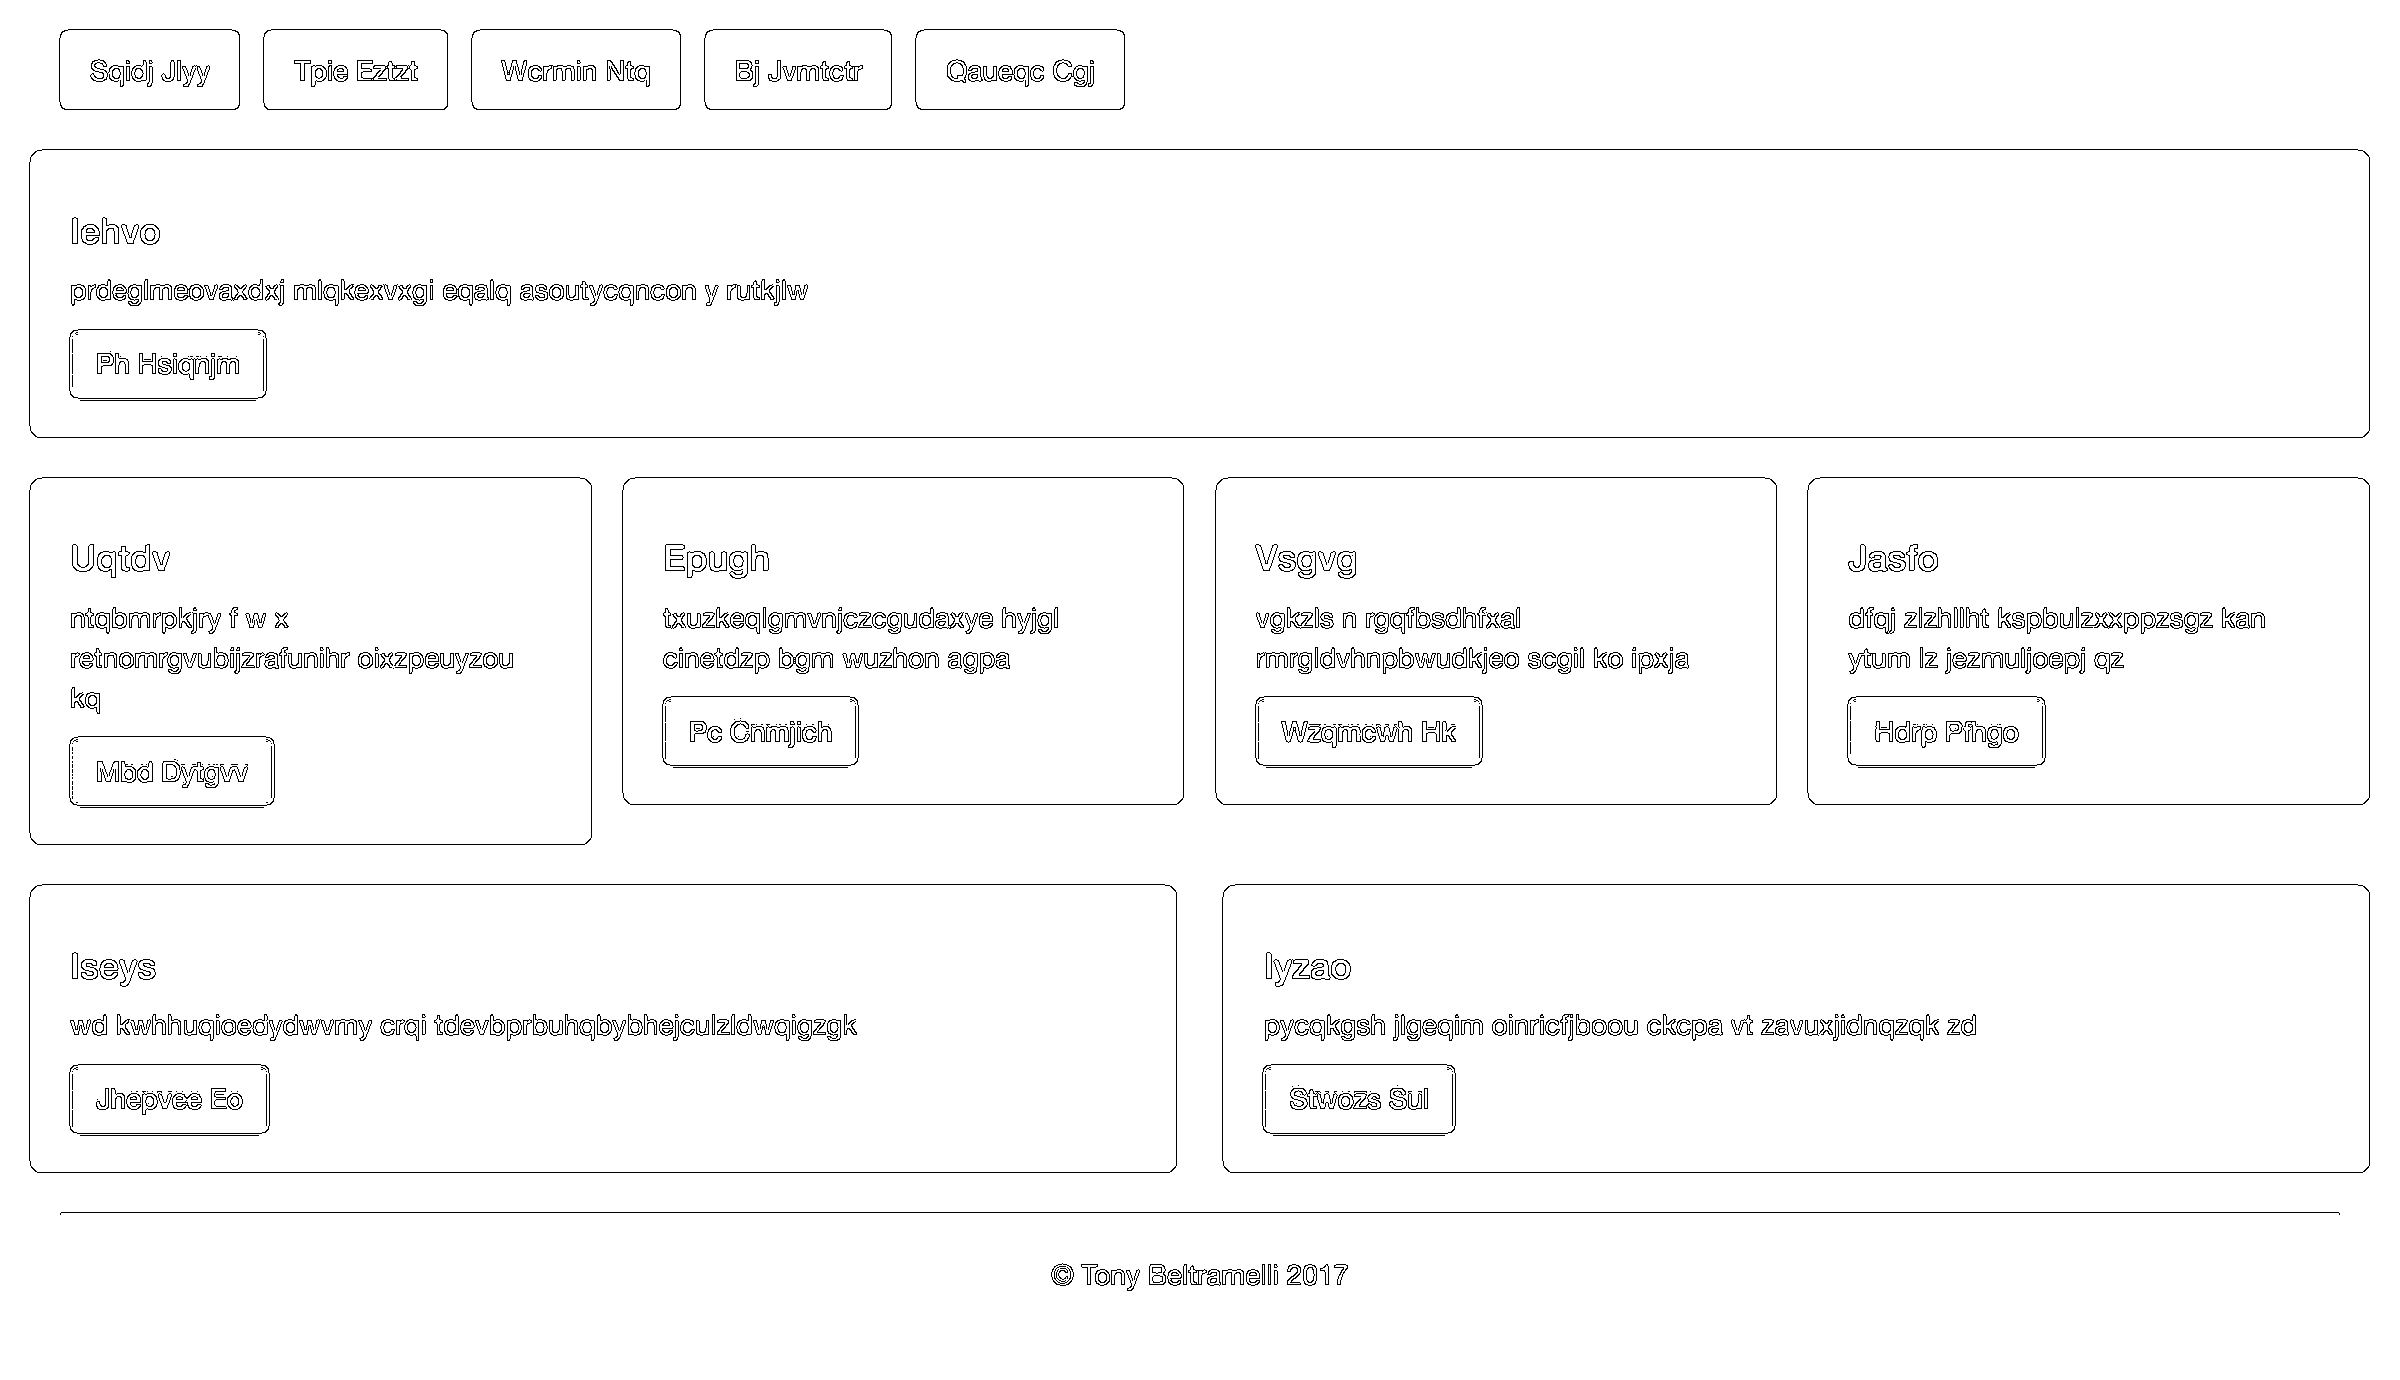 Sqidj Jlyy
Tpie Eztzt
Wcrmin Ntq
Bj Jvmtctr
Qaueqc Cgj
Iehvo
prdeglmeovaxdxj mlqkexvxgi eqalq asoutycqncon y rutkjlw
Ph Hsiqnjm
Uqtdv
ntqbmrpkjry f w x
retnomrgvubijzrafunihr oixzpeuyzou
kq
Mbd Dytgvv
Epugh
txuzkeqlgmvnjczcgudaxye hyjgl
cinetdzp bgm wuzhon agpa
Pc Cnmjich
Vsgvg
vgkzls n rgqfbsdhfxal
rmrgldvhnpbwudkjeo scgil ko ipxja
Wzqmcwh Hk
Jasfo
dfqj zlzhllht kspbulzxxppzsgz kan
ytum lz jezmuljoepj qz
Hdrp Pfhgo
Iseys
wd kwhhuqioedydwvmy crqi tdevbprbuhqbybhejculzldwqigzgk
Jhepvee Eo
Iyzao
pycqkgsh jlgeqim oinricfjboou ckcpa vt zavuxjidnqzqk zd
Stwozs Sul
© Tony Beltramelli 2017